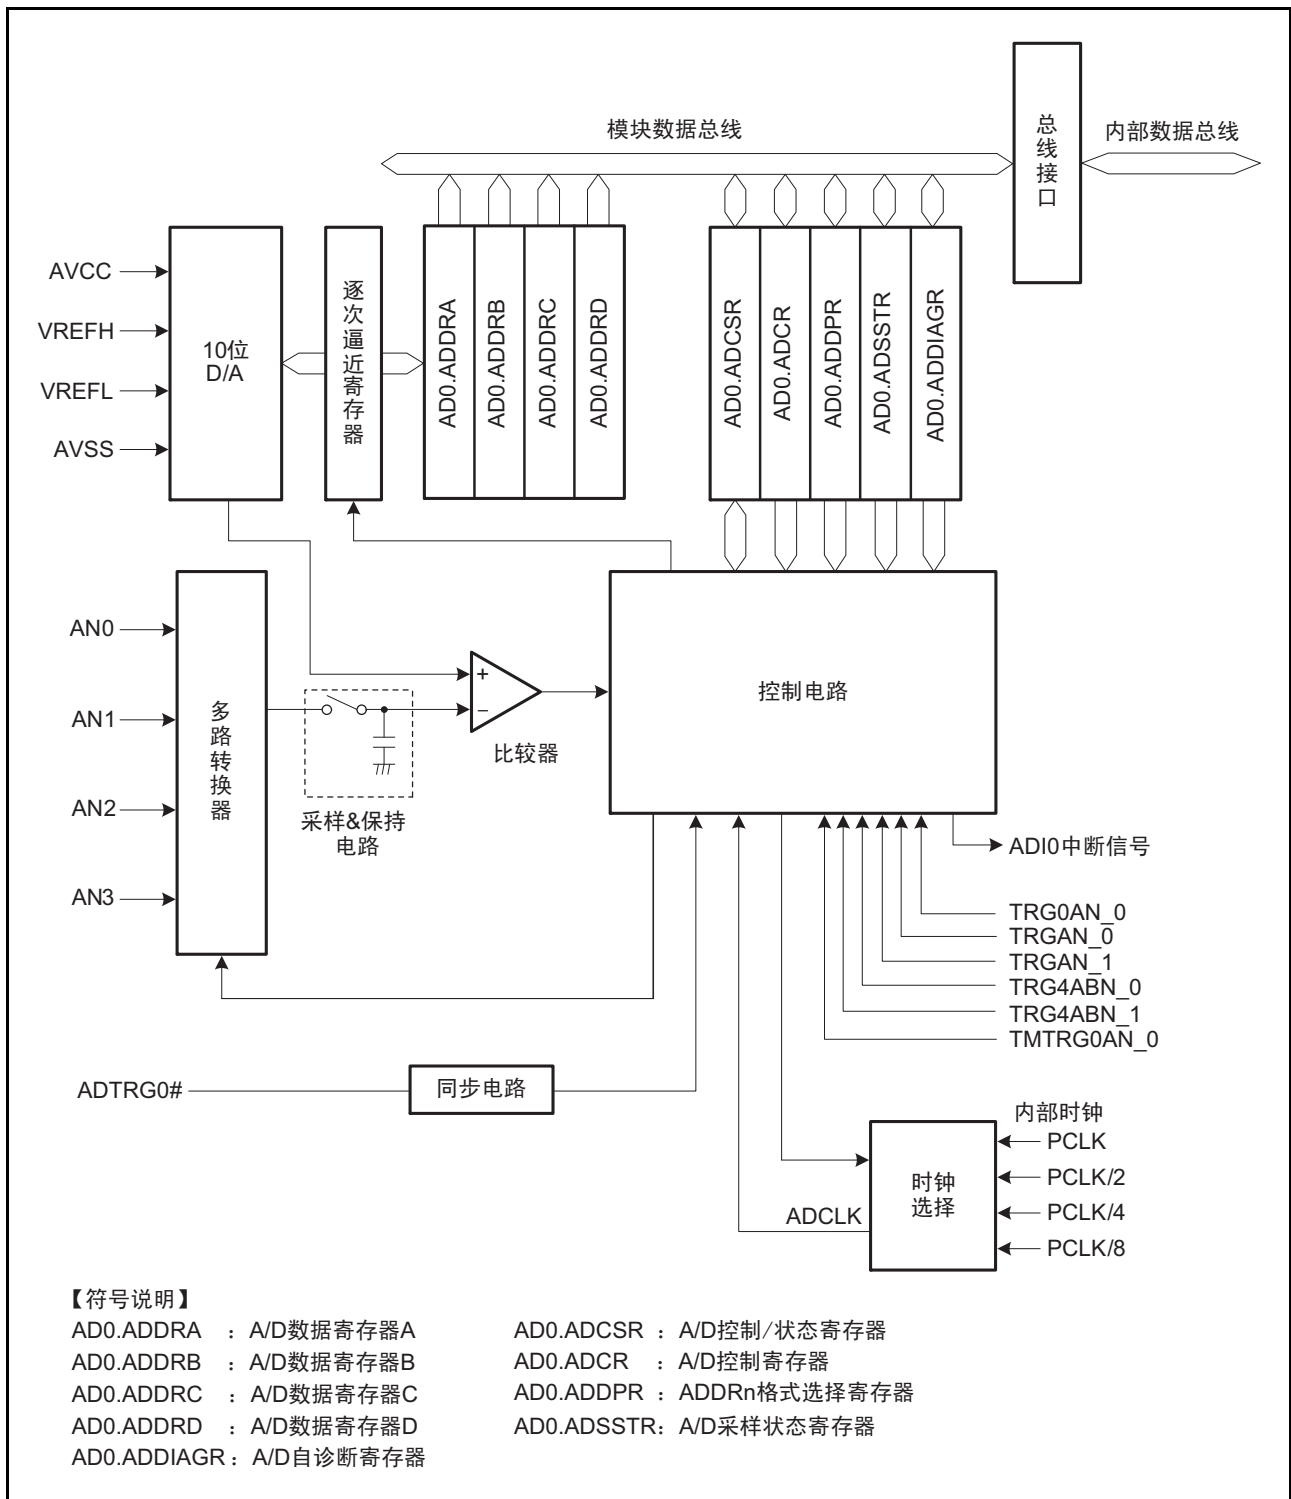 模块数据总线
总线接口
内部数据总线
AVCC
VREFH
VREFL
AVSS
10位
D/A
逐次逼近寄存器
AD0.ADDRA
AD0.ADDRB
AD0.ADDRC
AD0.ADDRD
AD0.ADCSR
AD0.ADCR
AD0.ADDPR
AD0.ADSSTR
AD0.ADDIAGR
AN0
AN1
AN2
AN3
多路转换器
采样&保持
电路
+
−
比较器
控制电路
ADI0中断信号
TRG0AN_0
TRGAN_0
TRGAN_1
TRG4ABN_0
TRG4ABN_1
TMTRG0AN_0
ADTRG0#
同步电路
内部时钟
PCLK
PCLK/2
PCLK/4
PCLK/8
时钟
选择
ADCLK
【符号说明】
AD0.ADDRA ：A/D数据寄存器A
AD0.ADDRB ：A/D数据寄存器B
AD0.ADDRC ：A/D数据寄存器C
AD0.ADDRD ：A/D数据寄存器D
AD0.ADDIAGR：A/D自诊断寄存器
AD0.ADCSR ：A/D控制/状态寄存器
AD0.ADCR ：A/D控制寄存器
AD0.ADDPR ：ADDRn格式选择寄存器
AD0.ADSSTR：A/D采样状态寄存器